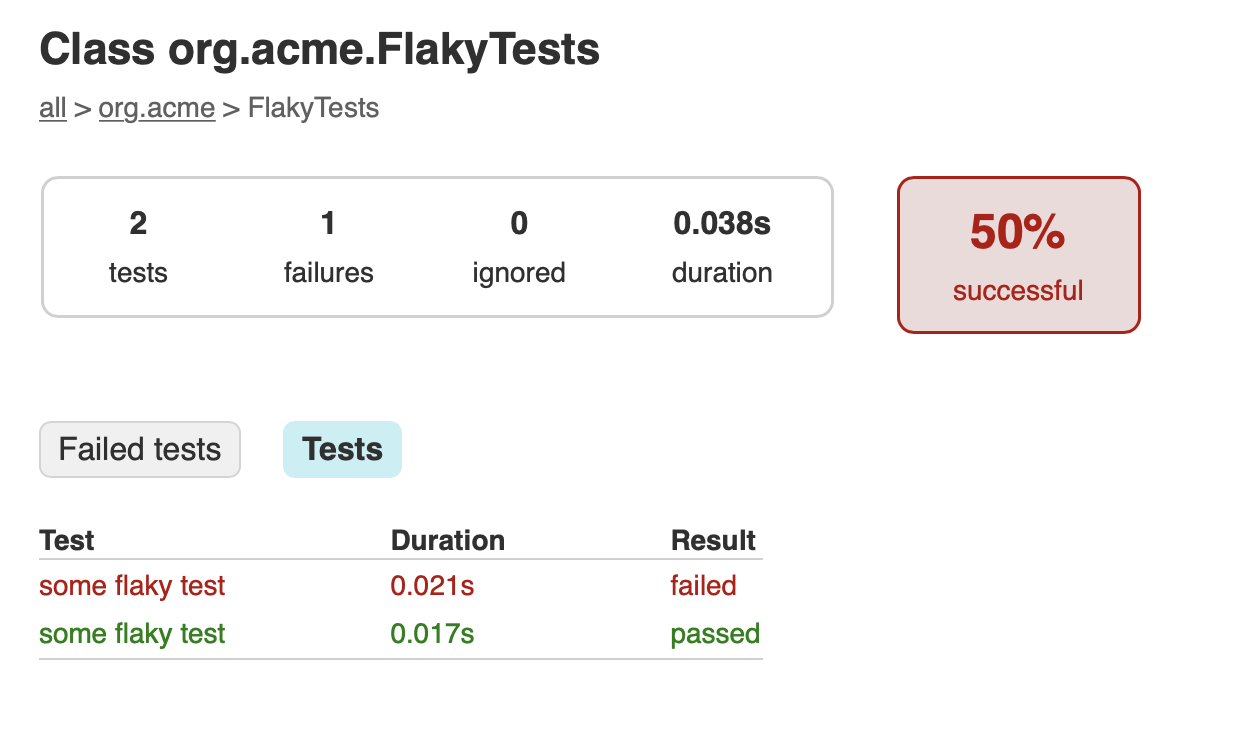 Class org.acme.FlakyTests
all > org.acme > FlakyTests
2 1 0 0.038s
tests failures ignored duration
50%
successful
Failed tests Tests
Test Duration Result
some flaky test 0.021s failed
some flaky test 0.017s passed